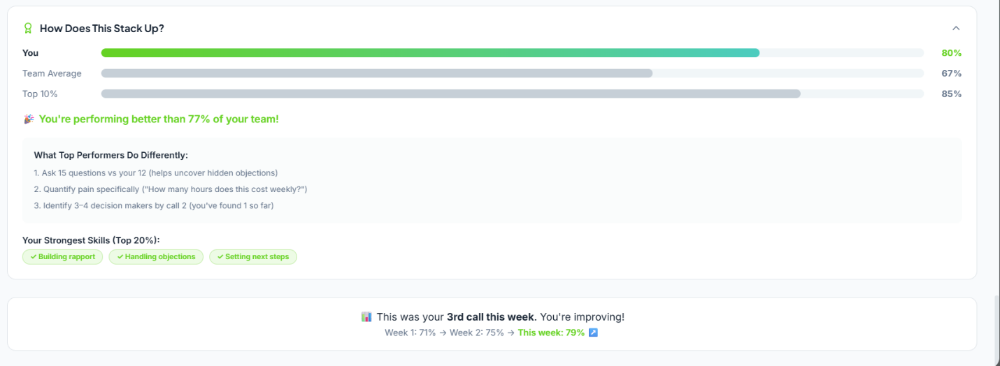 How Does This Stack Up?
You 80%
Team Average 67%
Top 10% 85%
🎉 You're performing better than 77% of your team!
What Top Performers Do Differently:
1. Ask 15 questions vs your 12 (helps uncover hidden objections)
2. Quantify pain specifically ("How many hours does this cost weekly?")
3. Identify 3–4 decision makers by call 2 (you've found 1 so far)
Your Strongest Skills (Top 20%):
✓ Building rapport ✓ Handling objections ✓ Setting next steps
📊 This was your 3rd call this week. You're improving!
Week 1: 71% → Week 2: 75% → This week: 79% ↗️